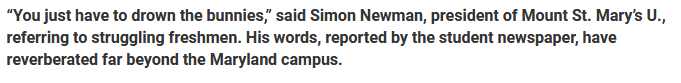 “You just have to drown the bunnies,” said Simon Newman, president of Mount St. Mary’s U.,
referring to struggling freshmen. His words, reported by the student newspaper, have
reverberated far beyond the Maryland campus.